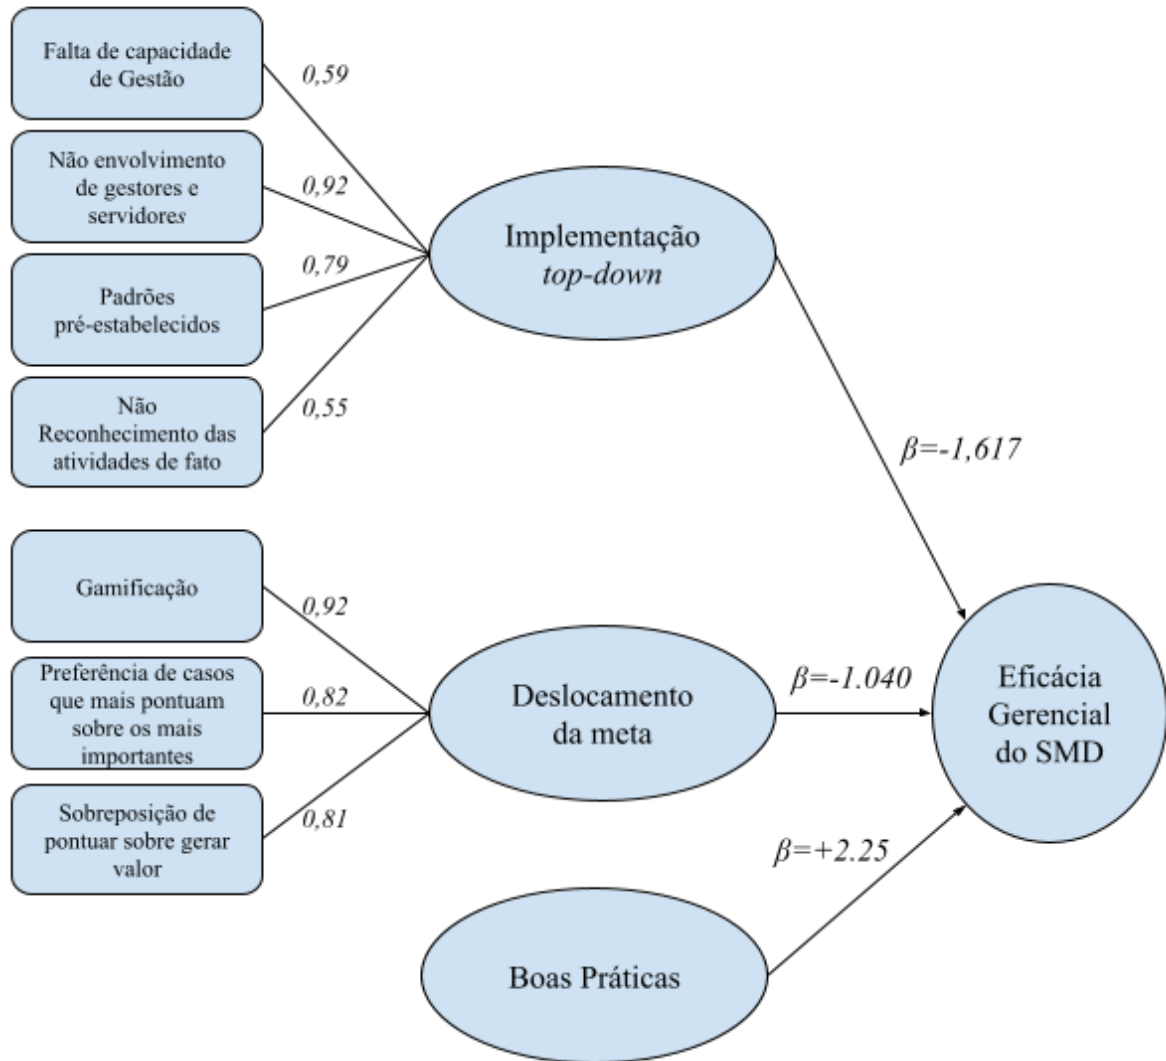 Falta de capacidade
de Gestão
0,59
Não envolvimento
de gestores e
servidores
0,92
Padrões
pré-estabelecidos
0,79
Não
Reconhecimento das
atividades de fato
0,55
Implementação
top-down
β=-1,617
Gamificação
0,92
Preferência de casos
que mais pontuam
sobre os mais
importantes
0,82
Sobreposição de
pontuar sobre gerar
valor
0,81
Deslocamento
da meta
β=-1.040
Eficácia
Gerencial
do SMD
β=+2.25
Boas Práticas